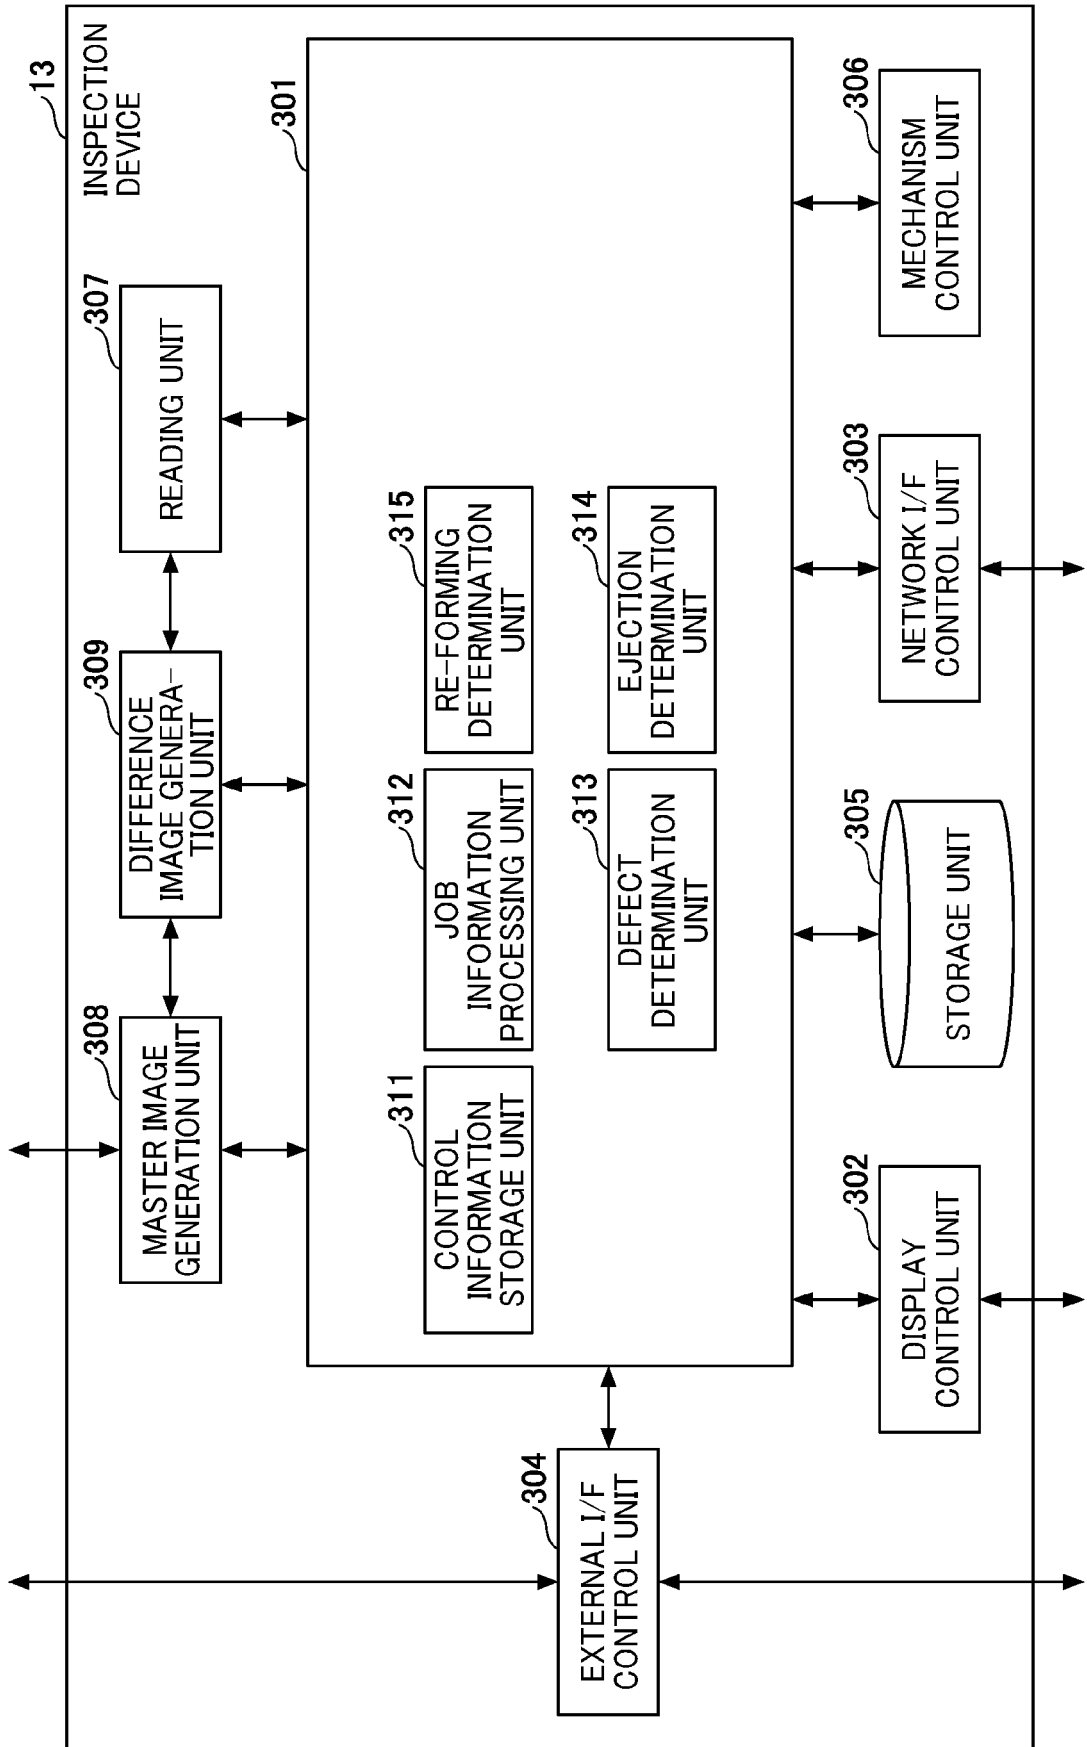 13
INSPECTION
DEVICE
308
MASTER IMAGE
GENERATION UNIT
309
DIFFERENCE
IMAGE GENERA-
TION UNIT
307
READING UNIT
301
304
EXTERNAL I/F
CONTROL UNIT
311
CONTROL
INFORMATION
STORAGE UNIT
312
JOB
INFORMATION
PROCESSING UNIT
315
RE-FORMING
DETERMINATION
UNIT
313
DEFECT
DETERMINATION
UNIT
314
EJECTION
DETERMINATION
UNIT
302
DISPLAY
CONTROL UNIT
305
STORAGE UNIT
303
NETWORK I/F
CONTROL UNIT
306
MECHANISM
CONTROL UNIT